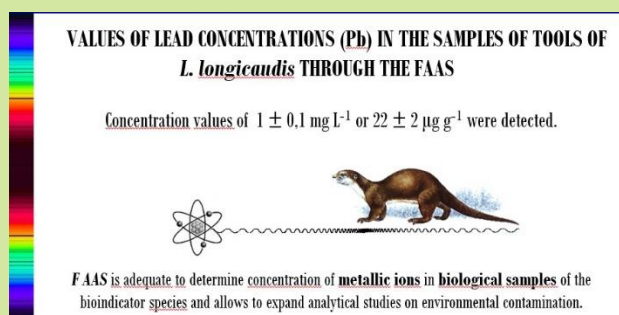 VALUES OF LEAD CONCENTRATIONS (Pb) IN THE SAMPLES OF TOOLS OF
L. longicaudis THROUGH THE FAAS
Concentration values of 1 ± 0,1 mg L⁻¹ or 22 ± 2 µg g⁻¹ were detected.
F AAS is adequate to determine concentration of metallic ions in biological samples of the
bioindicator species and allows to expand analytical studies on environmental contamination.